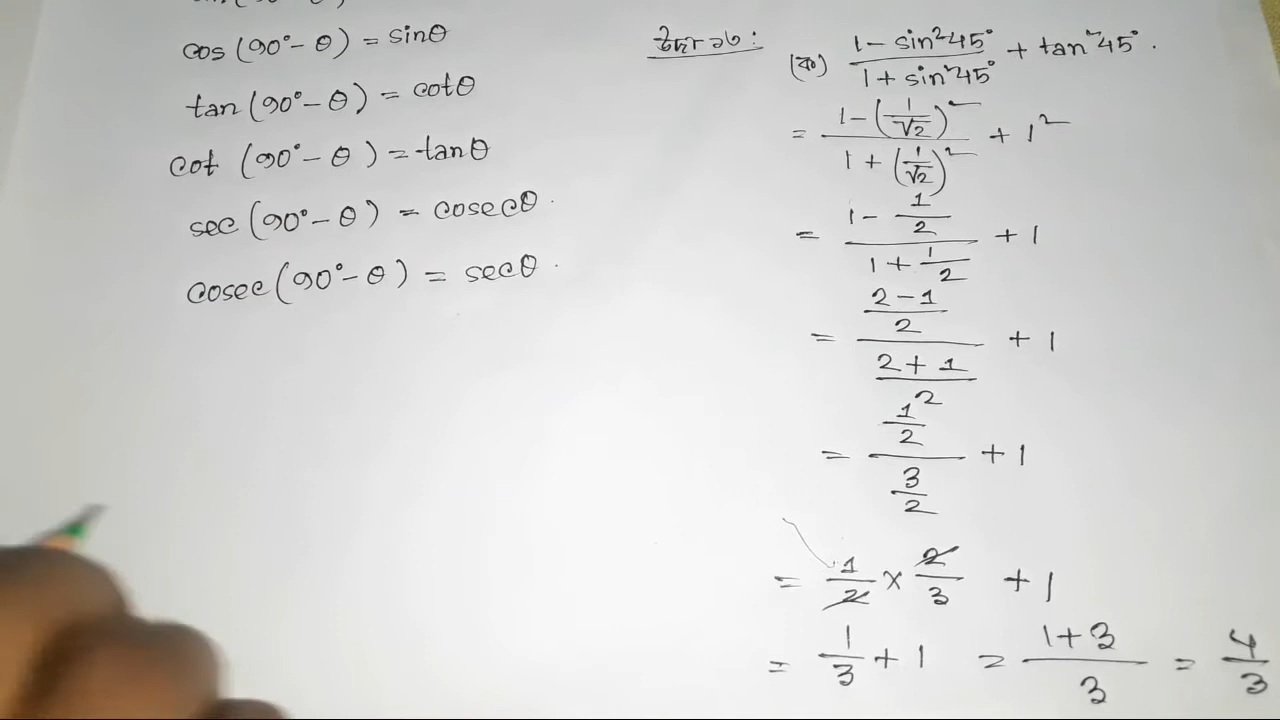 cos (90° - θ) = sinθ
tan (90° - θ) = cotθ
cot (90° - θ) = tanθ
sec (90° - θ) = cosecθ.
cosec (90° - θ) = secθ.
উদাহরণ :
(ক) (1 - sin²45°)/(1 + sin²45°) + tan²45°.
= (1 - (1/√2)²)/(1 + (1/√2)²) + 1²
= (1 - 1/2)/(1 + 1/2) + 1
= ((2 - 1)/2)/((2 + 1)/2) + 1
= (1/2)/(3/2) + 1
= 1/2 × 2/3 + 1
= 1/3 + 1 = (1 + 3)/3 = 4/3